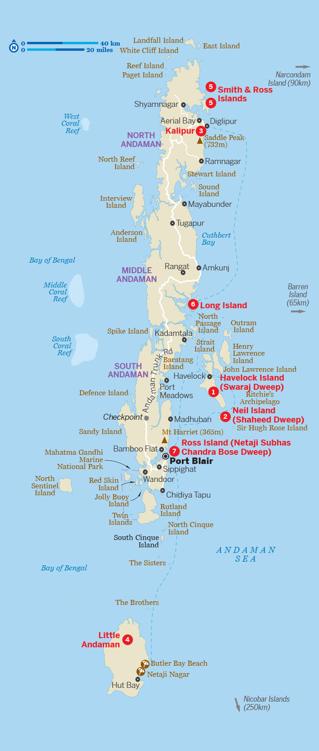 Landfall Island
East Island
White Cliff Island
N
0 40 km
0 20 miles
Reef Island
Paget Island
Narcondam
Island (90km)
5
Smith & Ross
Islands
5
Shyamnagar
West
Coral
Reef
Aerial Bay
Diglipur
Kalipur
3
Saddle Peak
(732m)
NORTH
ANDAMAN
North Reef
Island
Ramnagar
Stewart Island
Sound
Island
Interview
Island
Mayabunder
Tugapur
Anderson
Island
Cuthbert
Bay
Bay of Bengal
Rangat
Amkunj
MIDDLE
ANDAMAN
Middle
Coral
Reef
Barren
Island
(65km)
6
Long Island
North
Passage
Island
Outram
Island
Spike Island
Kadamtala
Strait
Island
South
Coral
Reef
Henry
Lawrence
Island
Baratang
Island
John Lawrence Island
SOUTH
ANDAMAN
Andaman Trunk Rd
Havelock
Havelock Island
(Swaraj Dweep)
Port
Meadows
1
Ritchie's
Archipelago
Defence Island
Neil Island
(Shaheed Dweep)
2
Checkpoint
Madhuban
Sir Hugh Rose Island
Sandy Island
Mt Harriet (365m)
Ross Island (Netaji Subhas
Chandra Bose Dweep)
7
Bamboo Flat
Port Blair
Mahatma Gandhi
Marine
National Park
Sippighat
North
Sentinel
Island
Red Skin
Island
Wandoor
Jolly Buoy
Island
Chidiya Tapu
Twin
Islands
Rutland
Island
North Cinque
Island
South Cinque
Island
ANDAMAN
SEA
The Sisters
Bay of Bengal
The Brothers
Little
Andaman
4
Butler Bay Beach
Netaji Nagar
Hut Bay
Nicobar Islands
(250km)